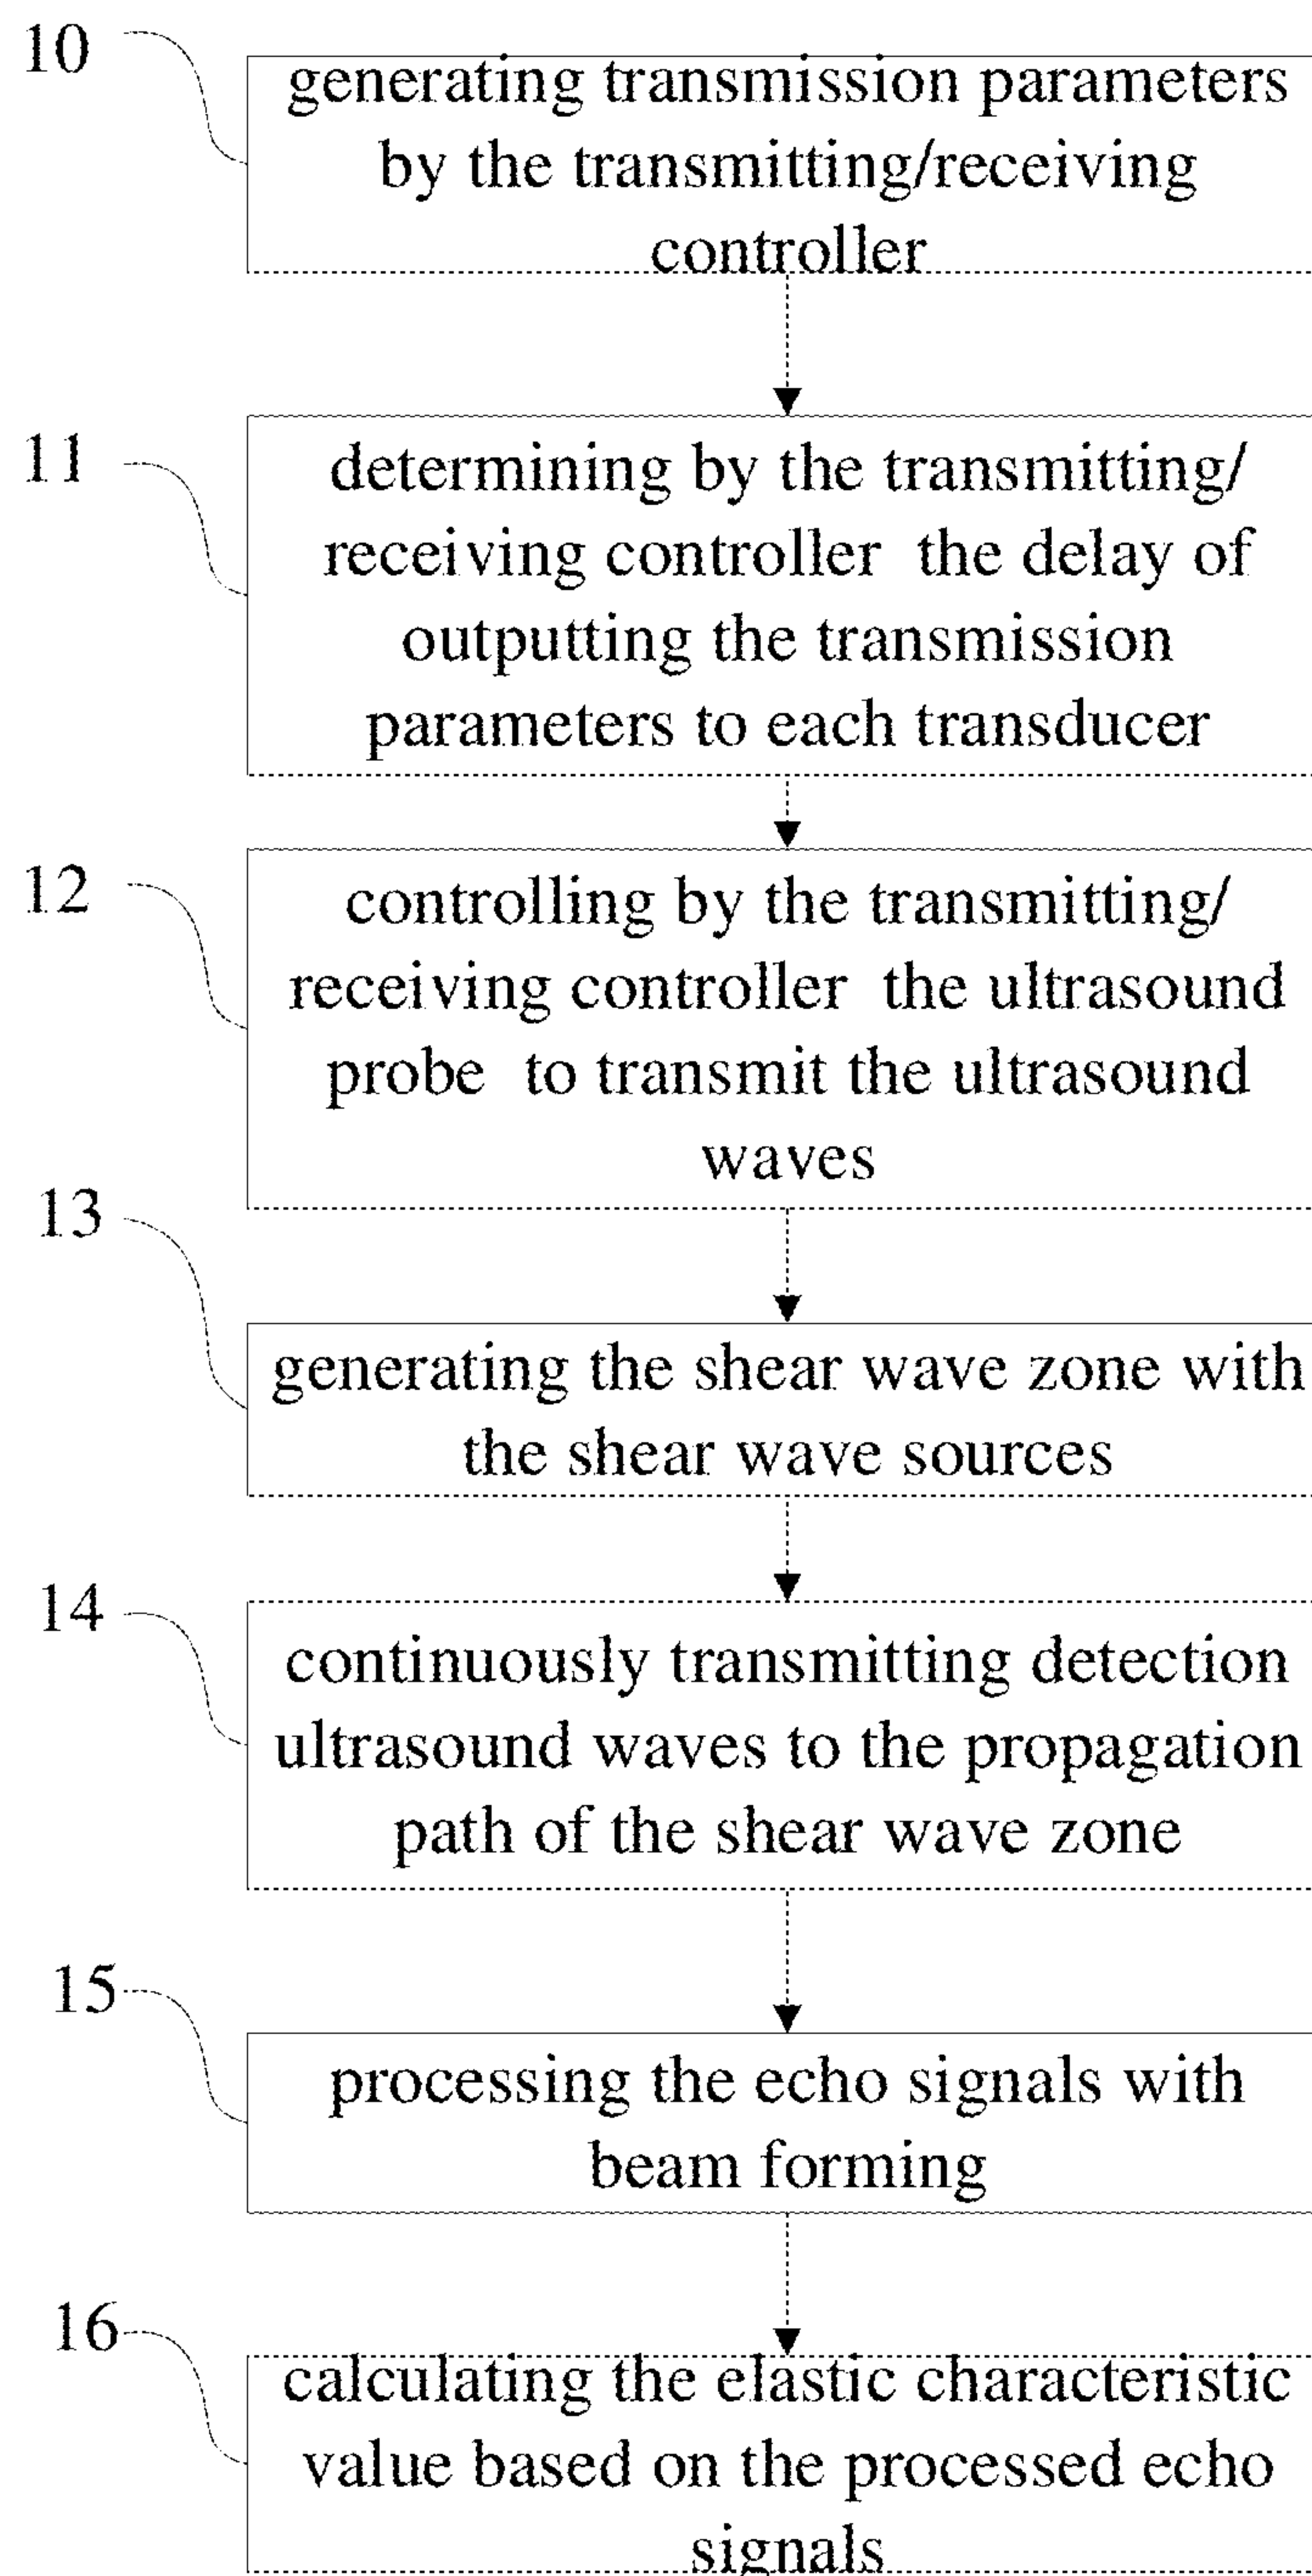 10
generating transmission parameters
by the transmitting/receiving
controller
11
determining by the transmitting/
receiving controller the delay of
outputting the transmission
parameters to each transducer
12
controlling by the transmitting/
receiving controller the ultrasound
probe to transmit the ultrasound
waves
13
generating the shear wave zone with
the shear wave sources
14
continuously transmitting detection
ultrasound waves to the propagation
path of the shear wave zone
15
processing the echo signals with
beam forming
16
calculating the elastic characteristic
value based on the processed echo
signals